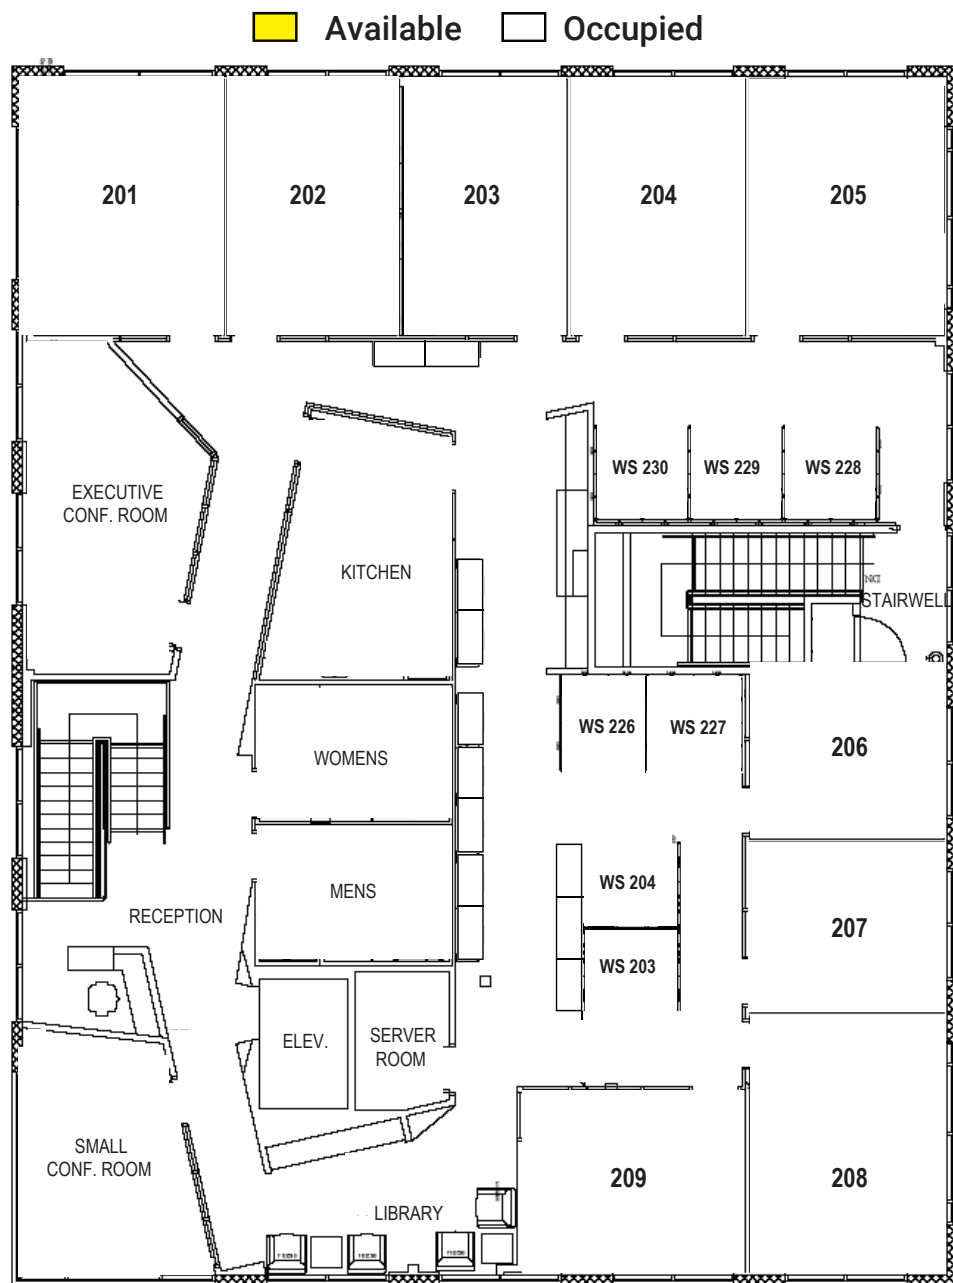 Available
Occupied
201
202
203
204
205
WS 230
WS 229
WS 228
EXECUTIVE
CONF. ROOM
KITCHEN
DN
STAIRWELL
WS 226
WS 227
206
WOMENS
WS 204
MENS
207
RECEPTION
WS 203
ELEV.
SERVER
ROOM
SMALL
CONF. ROOM
209
208
LIBRARY